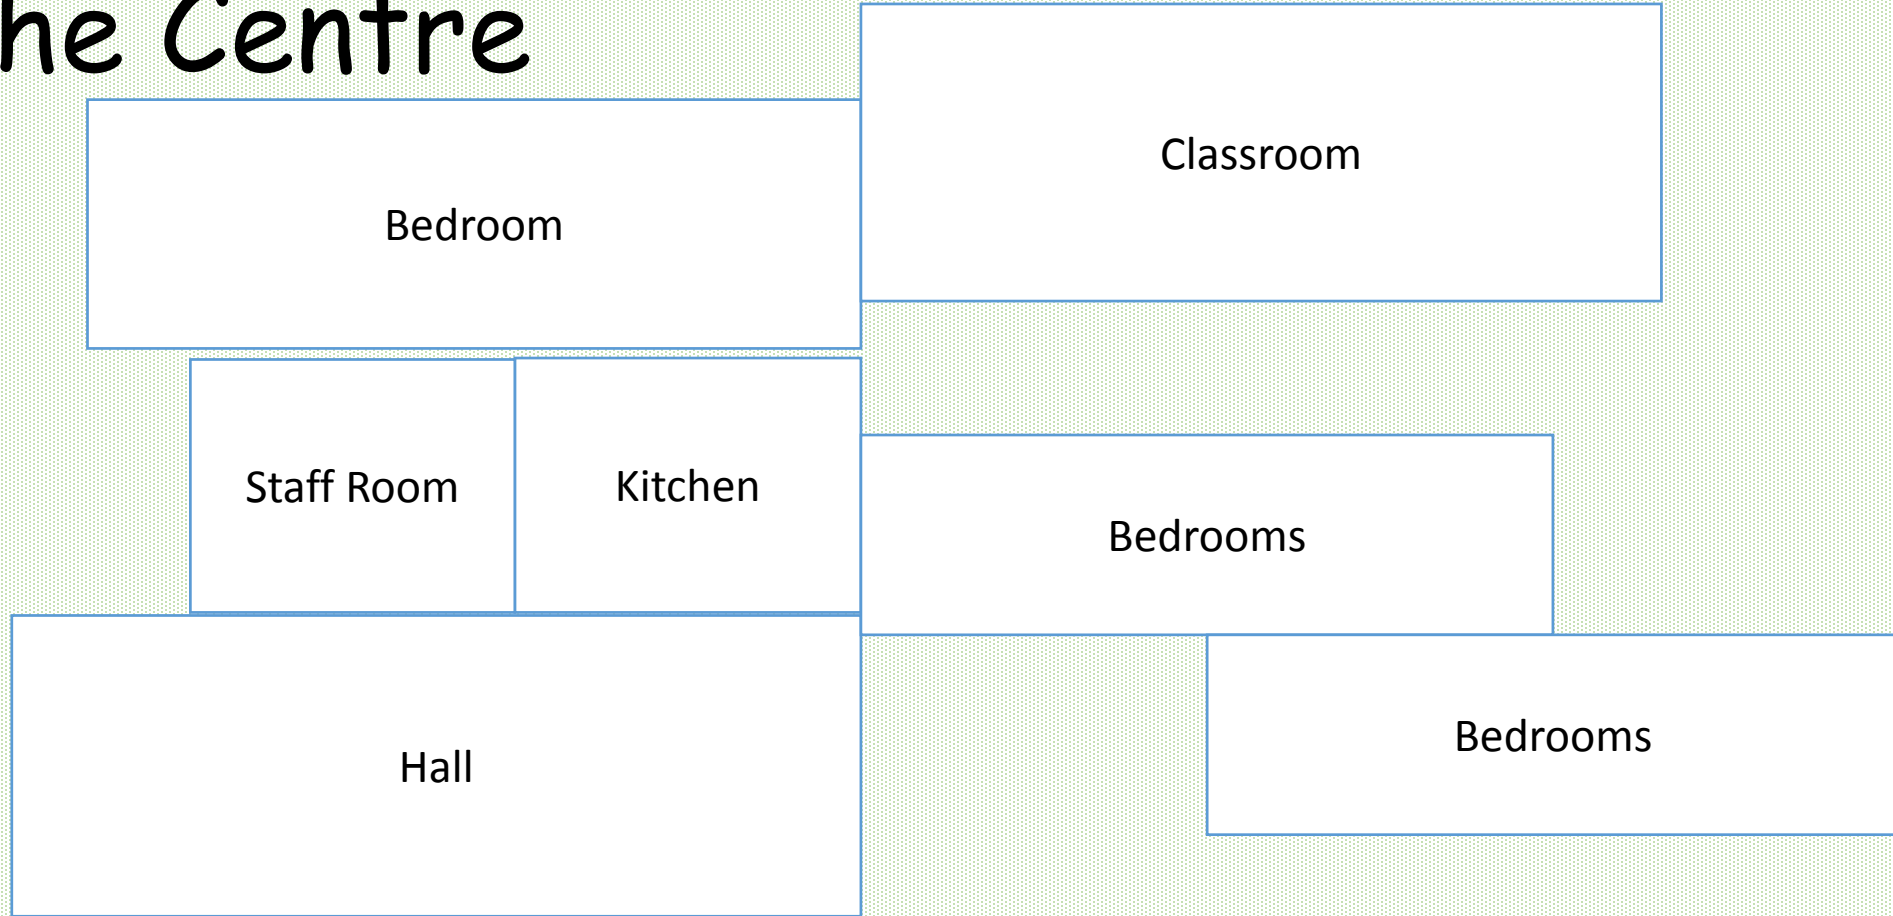 he Centre
Classroom
Bedroom
Staff Room
Kitchen
Bedrooms
Bedrooms
Hall